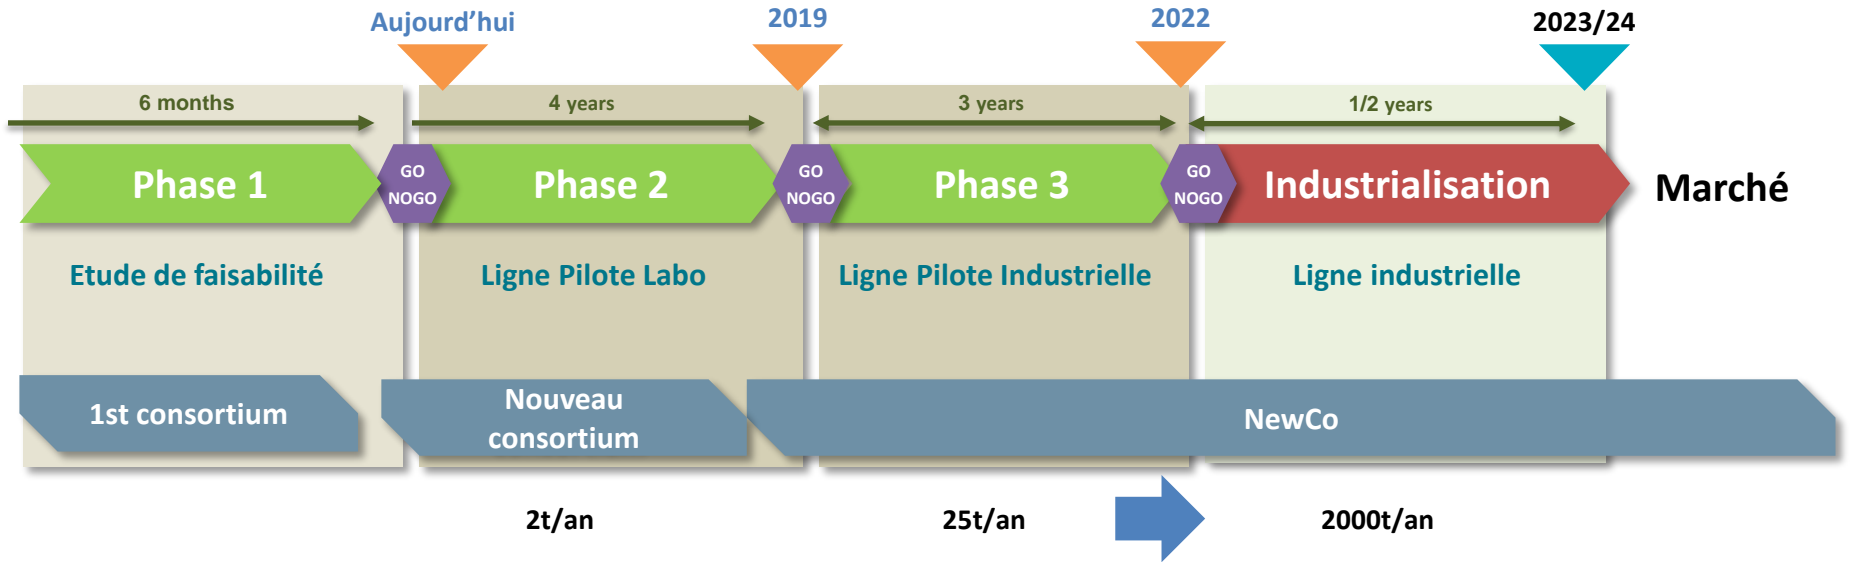 Aujourd'hui
2019
2022
2023/24
6 months
4 years
3 years
1/2 years
Phase 1
GO
NOGO
Phase 2
GO
NOGO
Phase 3
GO
NOGO
Industrialisation
Marché
Etude de faisabilité
Ligne Pilote Labo
Ligne Pilote Industrielle
Ligne industrielle
1st consortium
Nouveau
consortium
NewCo
2t/an
25t/an
2000t/an